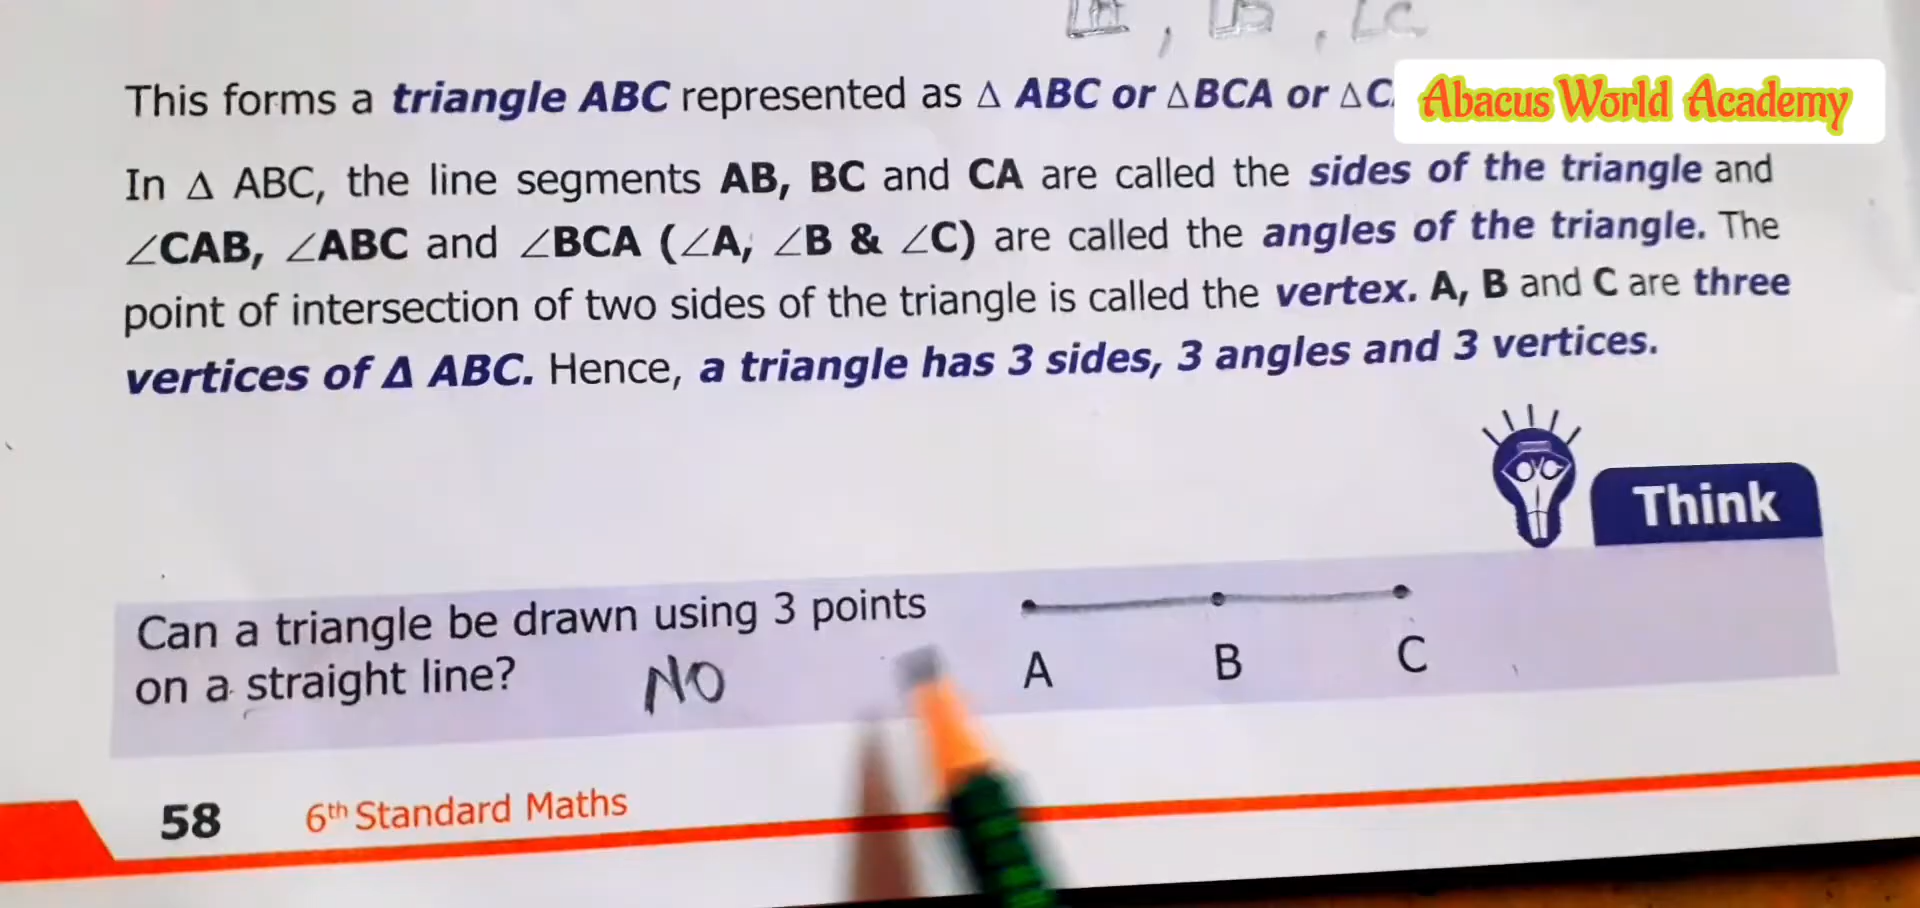 ∠A, ∠B, ∠C
This forms a triangle ABC represented as Δ ABC or ΔBCA or ΔC
Abacus World Academy
In Δ ABC, the line segments AB, BC and CA are called the sides of the triangle and
∠CAB, ∠ABC and ∠BCA (∠A, ∠B & ∠C) are called the angles of the triangle. The
point of intersection of two sides of the triangle is called the vertex. A, B and C are three
vertices of Δ ABC. Hence, a triangle has 3 sides, 3 angles and 3 vertices.
Think
Can a triangle be drawn using 3 points
on a straight line? NO
A B C
58 6th Standard Maths